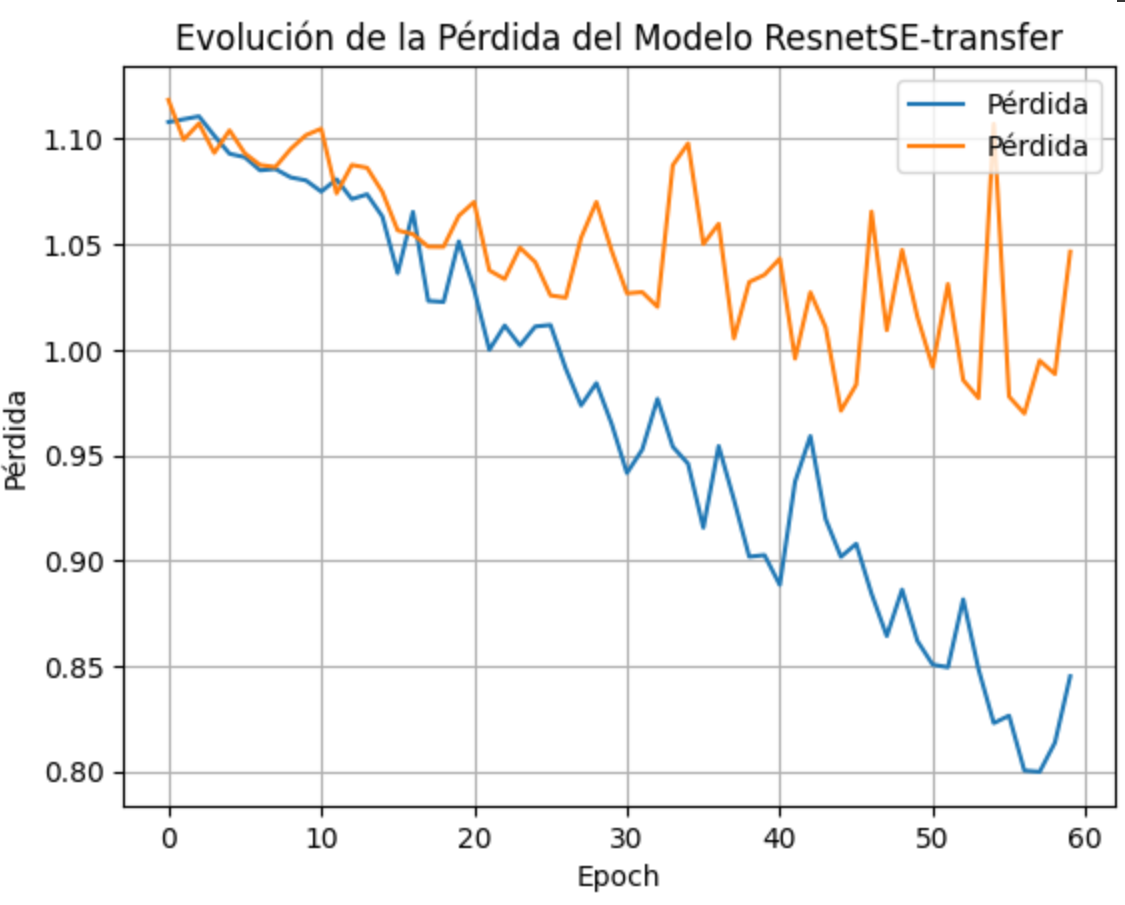 Evolución de la Pérdida del Modelo ResnetSE-transfer
Pérdida
Pérdida
1.10
1.05
1.00
0.95
0.90
0.85
0.80
Pérdida
0 10 20 30 40 50 60
Epoch